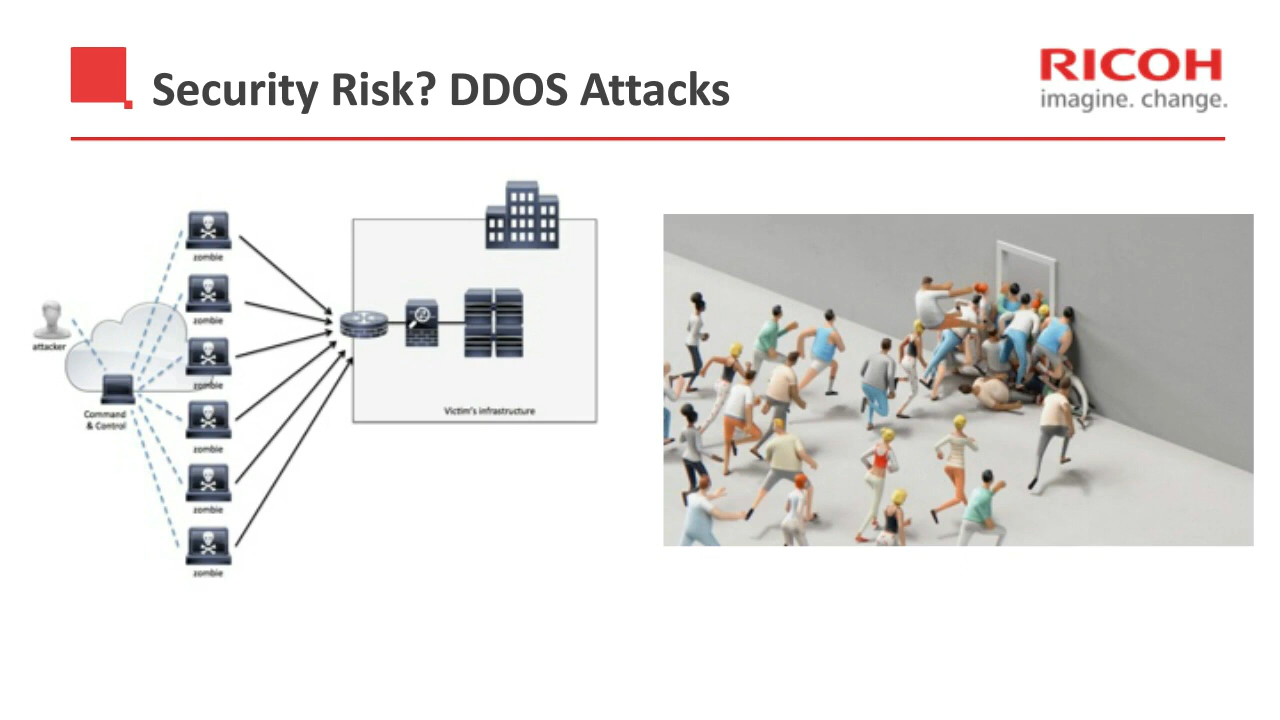 Security Risk? DDOS Attacks
RICOH
imagine. change.
attacker
Command
& Control
zombie
zombie
zombie
zombie
zombie
zombie
Victim's infrastructure